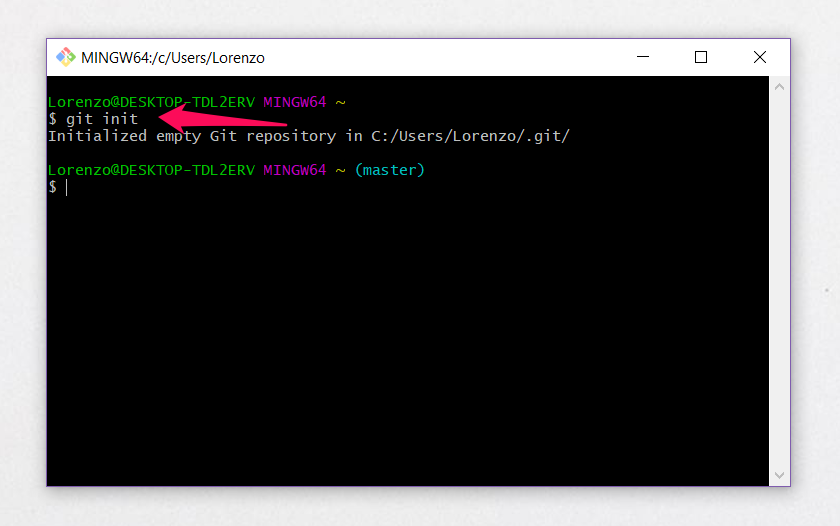 MINGW64:/c/Users/Lorenzo
Lorenzo@DESKTOP-TDL2ERV MINGW64 ~
$ git init
Initialized empty Git repository in C:/Users/Lorenzo/.git/
Lorenzo@DESKTOP-TDL2ERV MINGW64 ~ (master)
$